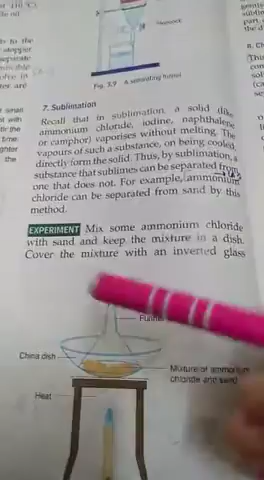 Fig. 5.9 A separating funnel
7. Sublimation
Recall that in sublimation, a solid (like
ammonium chloride, iodine, naphthalene
or camphor) vaporises without melting. The
vapours of such a substance, on being cooled,
directly form the solid. Thus, by sublimation, a
substance that sublimes can be separated from
one that does not. For example, ammonium
chloride can be separated from sand by this
method.
EXPERIMENT Mix some ammonium chloride
with sand and keep the mixture in a dish.
Cover the mixture with an inverted glass
Funnel
China dish
Mixture of ammonium
chloride and sand
Heat